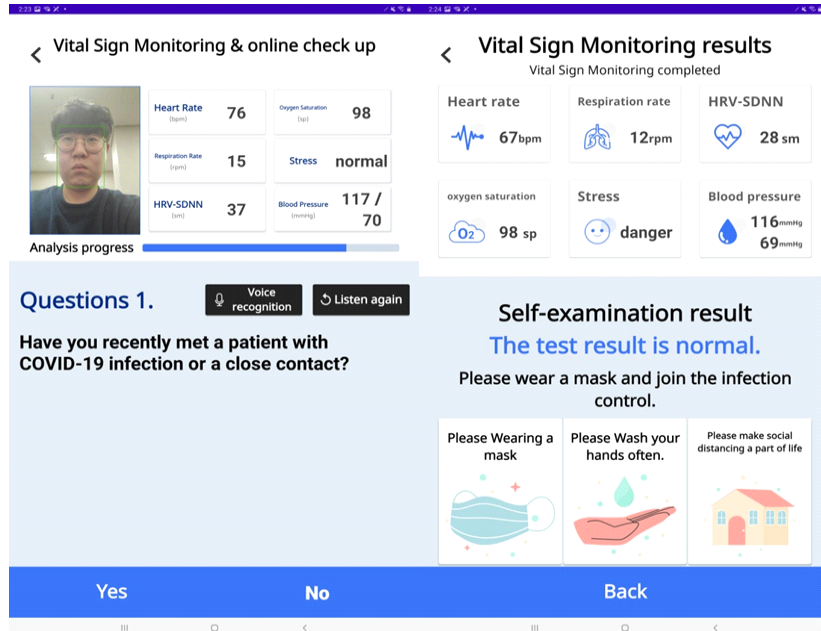 2:23
Vital Sign Monitoring & online check up
Heart Rate
(bpm)
76
Oxygen Saturation
(sp)
98
Respiration Rate
(rpm)
15
Stress
normal
HRV-SDNN
(sm)
37
Blood Pressure
(mmHg)
117 /
70
Analysis progress
Questions 1.
Voice
recognition
Listen again
Have you recently met a patient with
COVID-19 infection or a close contact?
Yes
No
2:24
Vital Sign Monitoring results
Vital Sign Monitoring completed
Heart rate
67bpm
Respiration rate
12rpm
HRV-SDNN
28 sm
oxygen saturation
O2
98 sp
Stress
danger
Blood pressure
116mmHg
69mmHg
Self-examination result
The test result is normal.
Please wear a mask and join the infection
control.
Please Wearing a
mask
Please Wash your
hands often.
Please make social
distancing a part of life
Back